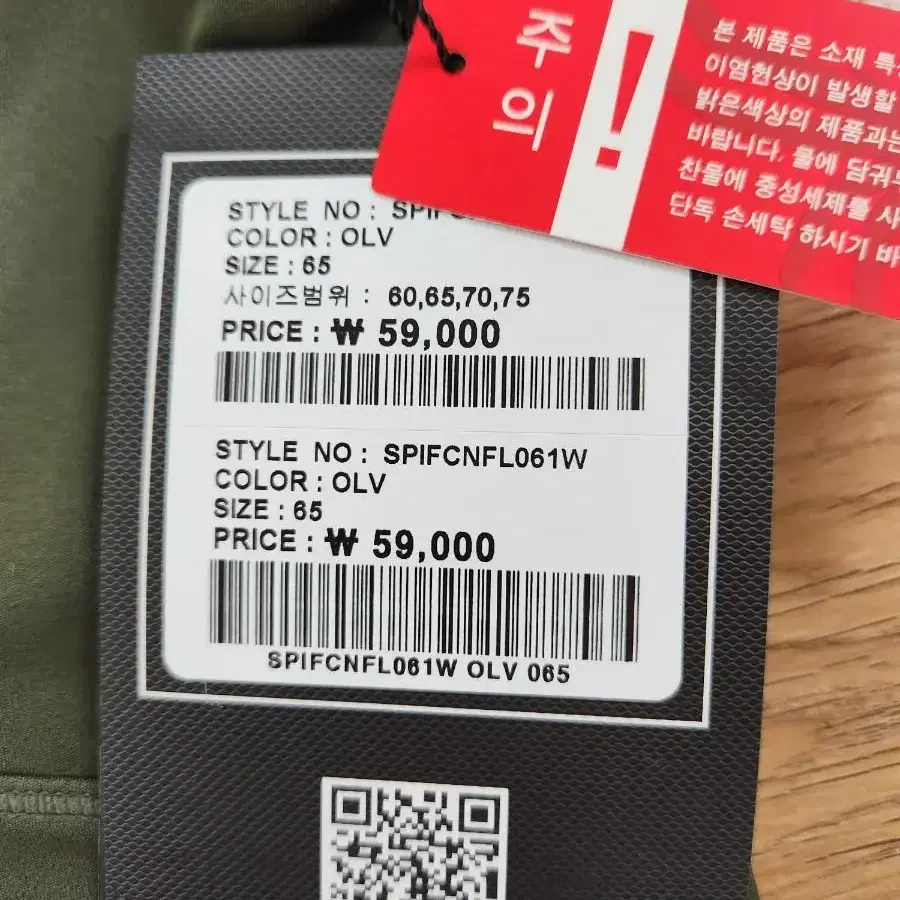 주의
!
본 제품은 소재
이염현상이 발생할
밝은색상의 제품과는
바랍니다. 물에 담궈
찬물에 중성세제를 사
단독 손세탁 하시기 바
STYLE NO :
COLOR : OLV
SIZE : 65
사이즈범위 : 60,65,70,75
PRICE : ₩ 59,000
STYLE NO : SPIFCNFL061W
COLOR : OLV
SIZE : 65
PRICE : ₩ 59,000
SPIFCNFL061W OLV 065